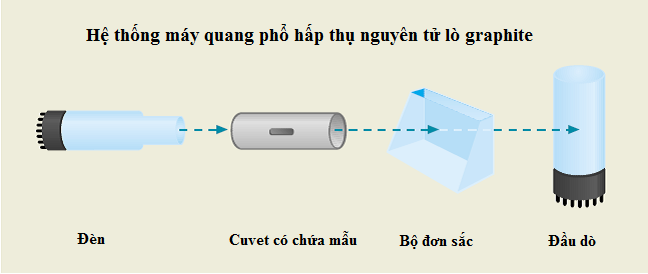 Hệ thống máy quang phổ hấp thụ nguyên tử lò graphite
Đèn
Cuvet có chứa mẫu
Bộ đơn sắc
Đầu dò